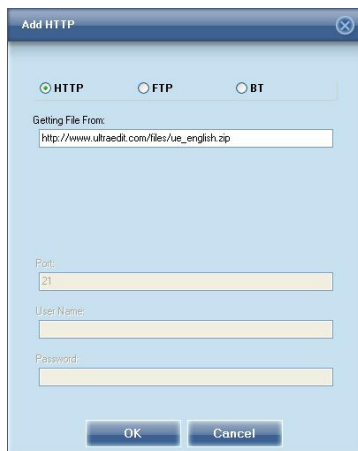 Add HTTP
HTTP FTP BT
Getting File From:
http://www.ultraedit.com/files/ue_english.zip
Port:
21
User Name:
Password:
OK Cancel